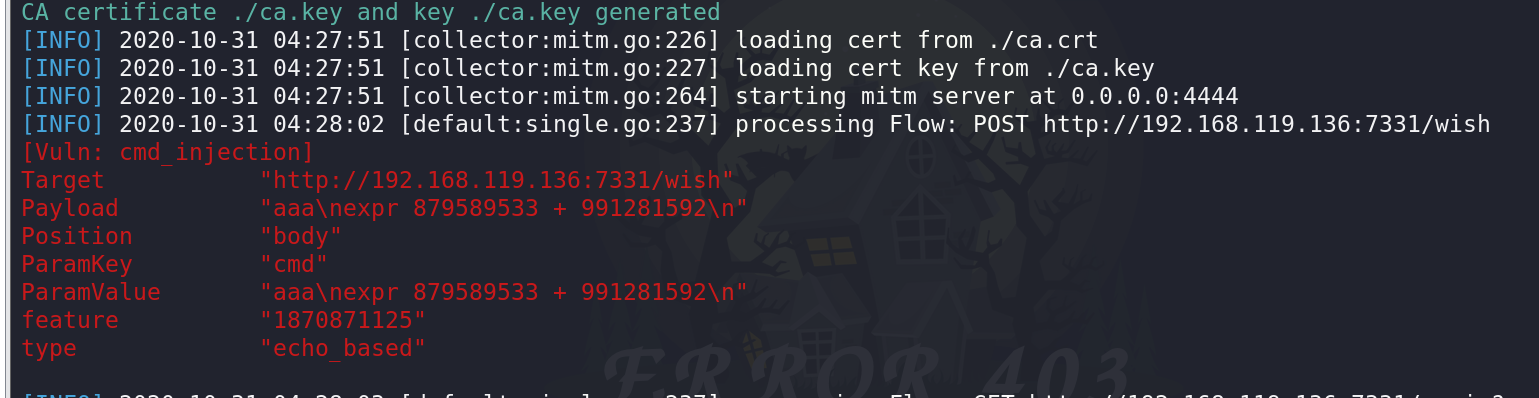 CA certificate ./ca.key and key ./ca.key generated
[INFO] 2020-10-31 04:27:51 [collector:mitm.go:226] loading cert from ./ca.crt
[INFO] 2020-10-31 04:27:51 [collector:mitm.go:227] loading cert key from ./ca.key
[INFO] 2020-10-31 04:27:51 [collector:mitm.go:264] starting mitm server at 0.0.0.0:4444
[INFO] 2020-10-31 04:28:02 [default:single.go:237] processing Flow: POST http://192.168.119.136:7331/wish
[Vuln: cmd_injection]
Target "http://192.168.119.136:7331/wish"
Payload "aaa\nexpr 879589533 + 991281592\n"
Position "body"
ParamKey "cmd"
ParamValue "aaa\nexpr 879589533 + 991281592\n"
feature "1870871125"
type "echo_based"
ERROR 403